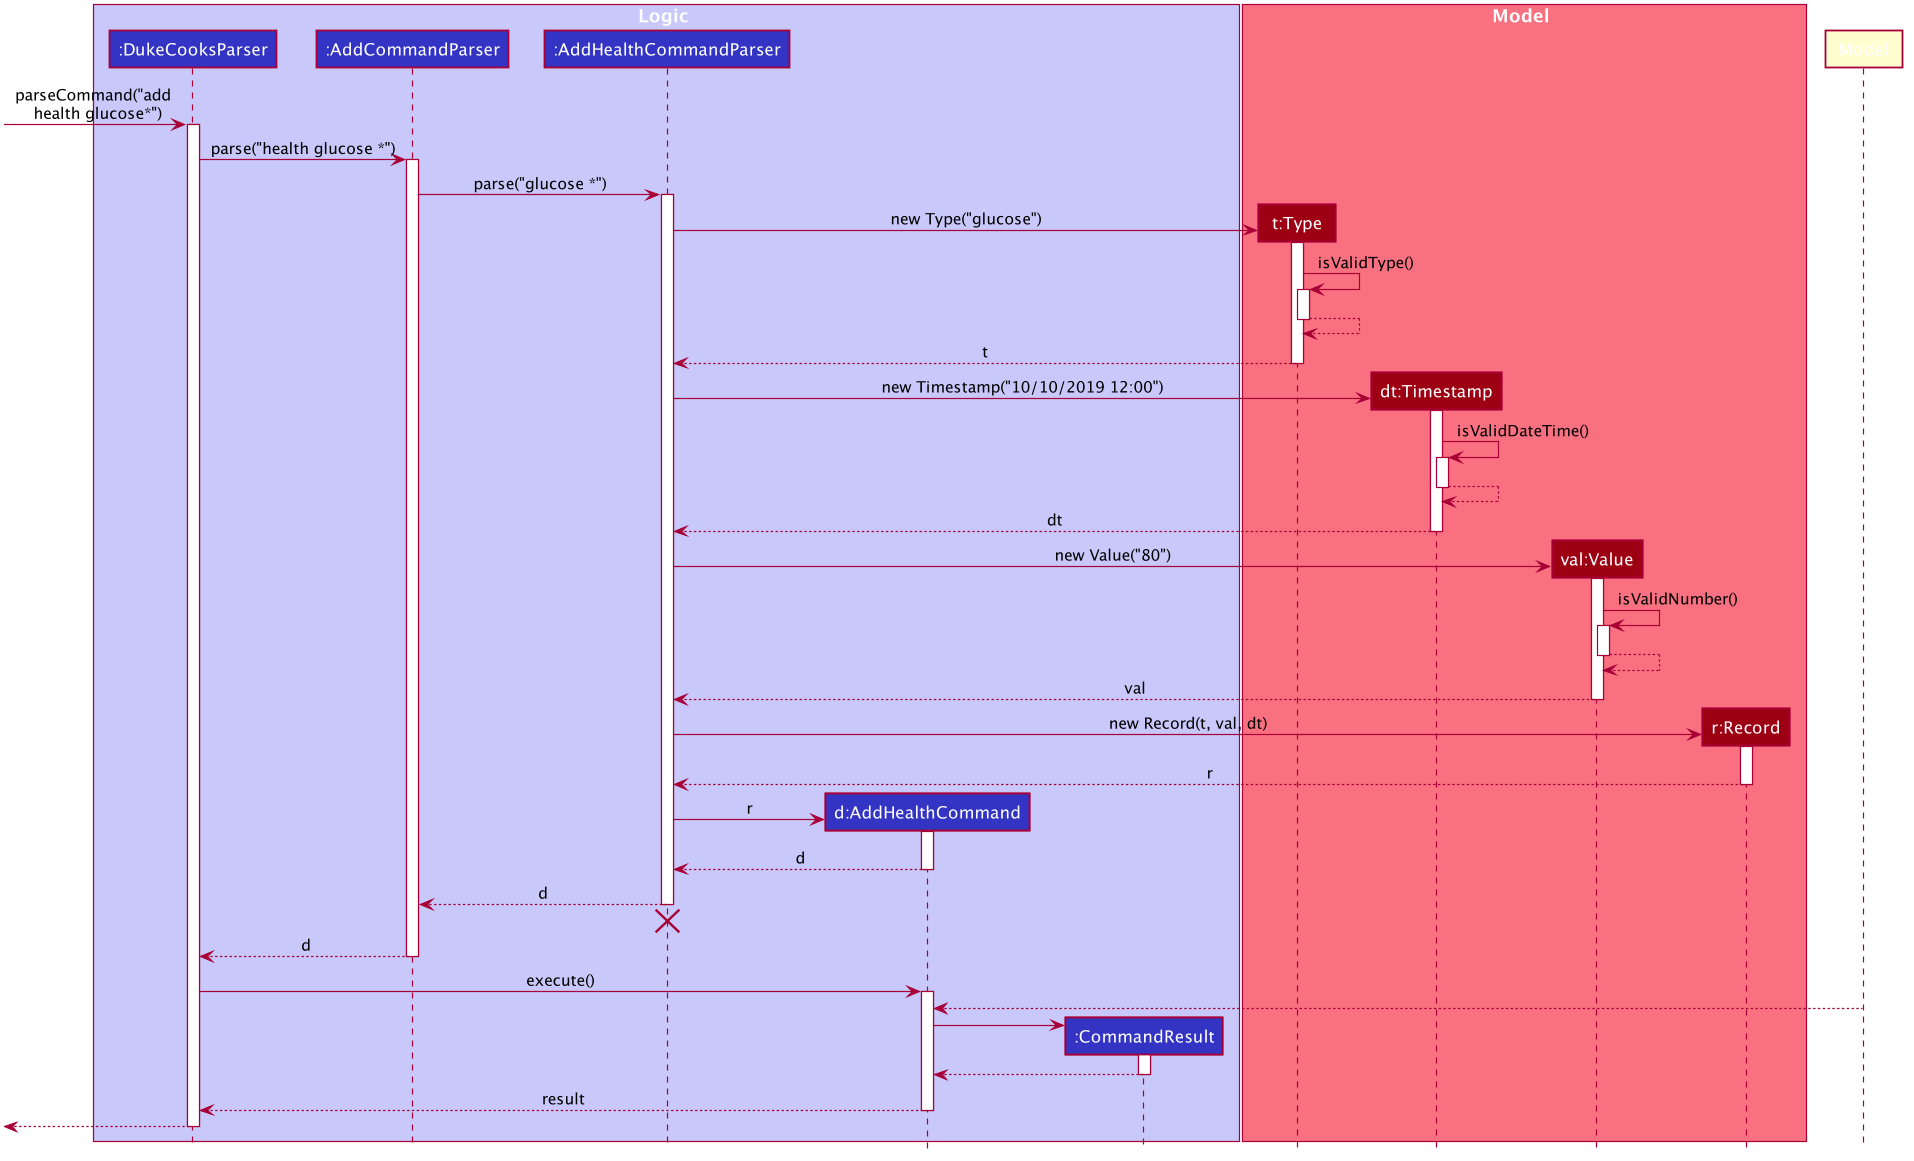 Logic
Model
:DukeCooksParser
:AddCommandParser
:AddHealthCommandParser
Model
parseCommand("add
health glucose*")
parse("health glucose *")
parse("glucose *")
new Type("glucose")
t:Type
isValidType()
t
new Timestamp("10/10/2019 12:00")
dt:Timestamp
isValidDateTime()
dt
new Value("80")
val:Value
isValidNumber()
val
new Record(t, val, dt)
r:Record
r
r
d:AddHealthCommand
d
d
d
execute()
:CommandResult
result